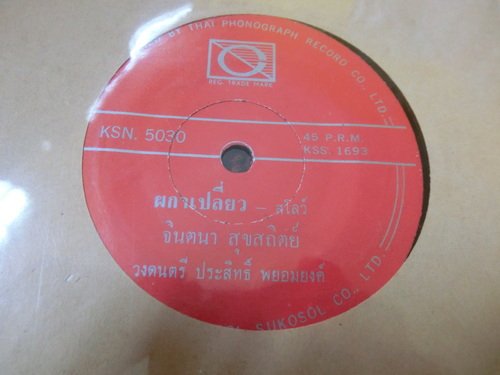 BY THAI PHONOGRAPH RECORD CO., LTD.
REG. TRADE MARK
KSN. 5030
45 P.R.M.
KSS. 1693
ผกาเปลี่ยว – สโลว์
จินตนา สุขสถิตย์
วงดนตรี ประสิทธิ์ พยอมยงค์
SUKOSOL CO., LTD.